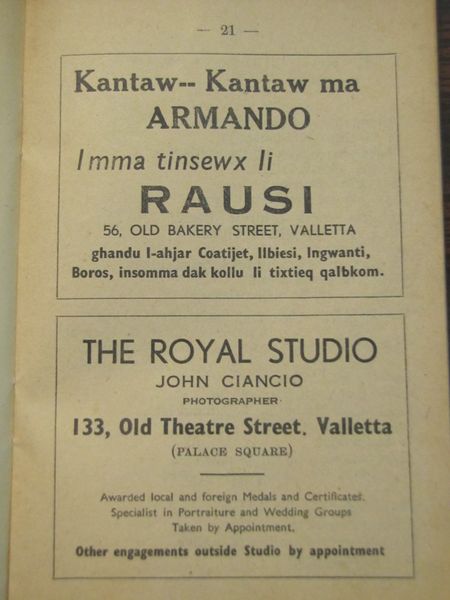 — 21 —
Kantaw-- Kantaw ma
ARMANDO
Imma tinsewx li
RAUSI
56, OLD BAKERY STREET, VALLETTA
ghandu l-ahjar Coatijet, Ilbiesi, Ingwanti,
Boros, insomma dak kollu li tixtieq qalbkom.
THE ROYAL STUDIO
JOHN CIANCIO
PHOTOGRAPHER
133, Old Theatre Street. Valletta
(PALACE SQUARE)
Awarded local and foreign Medals and Certificates.
Specialist in Portraiture and Wedding Groups
Taken by Appointment.
Other engagements outside Studio by appointment